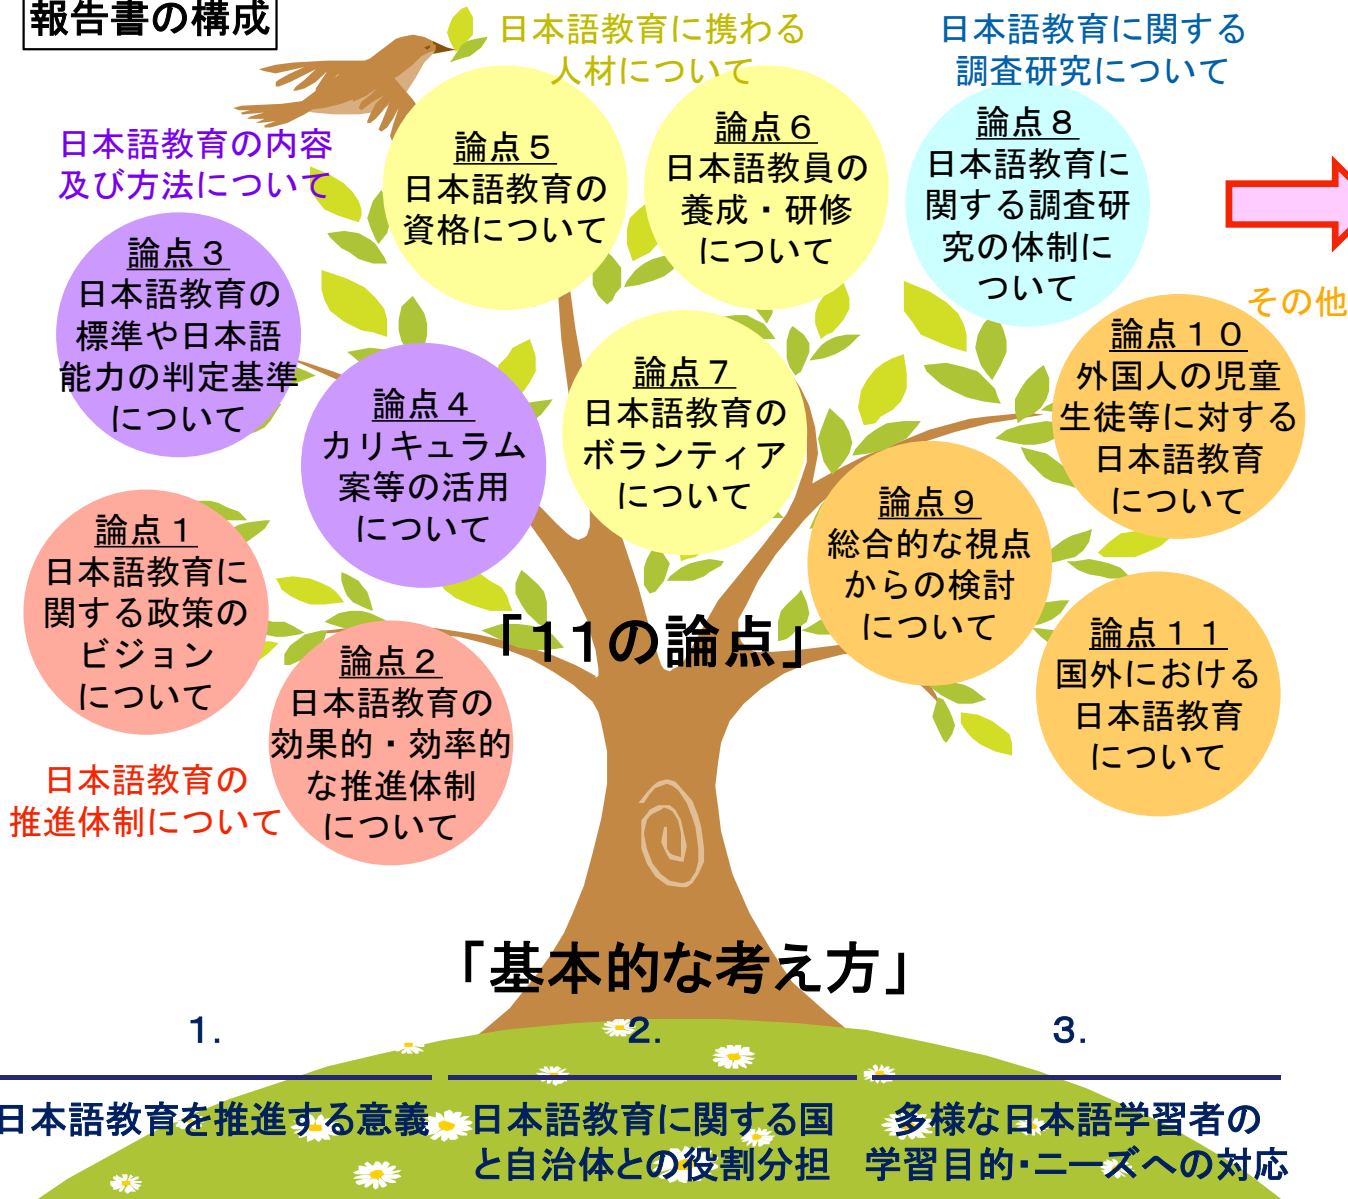 報告書の構成
日本語教育に携わる
人材について
日本語教育に関する
調査研究について
日本語教育の内容
及び方法について
論点５
日本語教育の
資格について
論点６
日本語教員の
養成・研修
について
論点８
日本語教育に
関する調査研
究の体制に
ついて
論点３
日本語教育の
標準や日本語
能力の判定基準
について
その他
論点１０
外国人の児童
生徒等に対する
日本語教育
について
論点４
カリキュラム
案等の活用
について
論点７
日本語教育の
ボランティア
について
論点９
総合的な視点
からの検討
について
論点１
日本語教育に
関する政策の
ビジョン
について
論点２
日本語教育の
効果的・効率的
な推進体制
について
「11の論点」
論点１１
国外における
日本語教育
について
日本語教育の
推進体制について
「基本的な考え方」
1.
日本語教育を推進する意義
2.
日本語教育に関する国
と自治体との役割分担
3.
多様な日本語学習者の
学習目的・ニーズへの対応